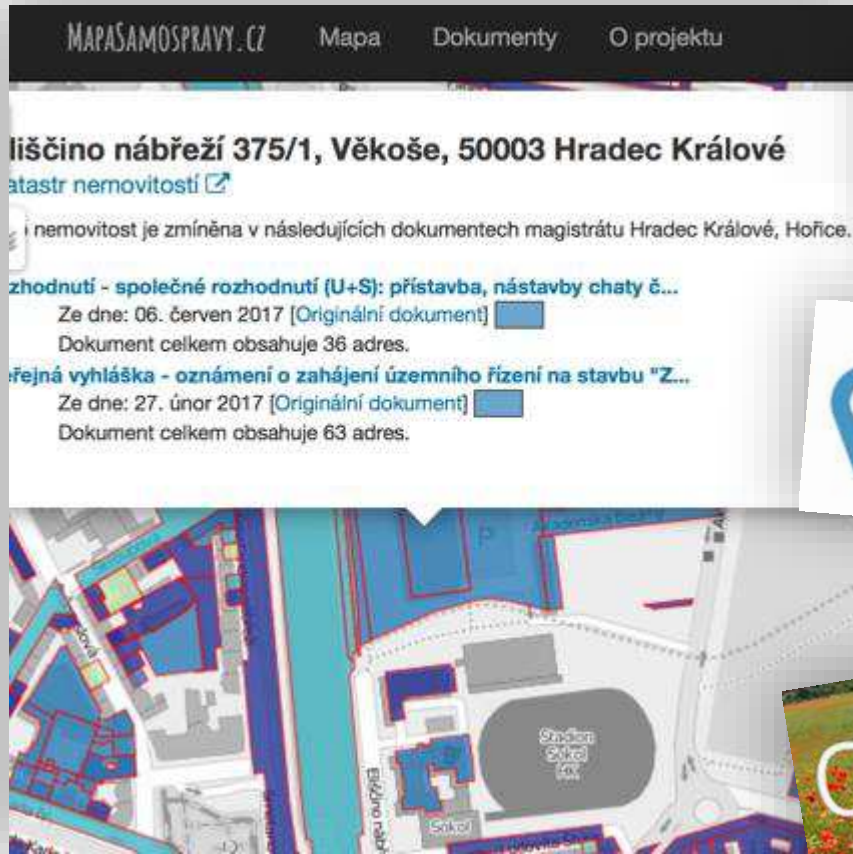 MAPASAMOSPRAVY.CZ Mapa Dokumenty O projektu
liščino nábřeží 375/1, Věkoše, 50003 Hradec Králové
atastr nemovitostí
nemovitost je zmíněna v následujících dokumentech magistrátu Hradec Králové, Hořice.
zhodnutí - společné rozhodnutí (U+S): přístavba, nástavby chaty č...
Ze dne: 06. červen 2017 [Originální dokument]
Dokument celkem obsahuje 36 adres.
řejná vyhláška - oznámení o zahájení územního řízení na stavbu "Z...
Ze dne: 27. únor 2017 [Originální dokument]
Dokument celkem obsahuje 63 adres.
P
Stadion
Sokol
HK
Eliščino nábř
Sokol